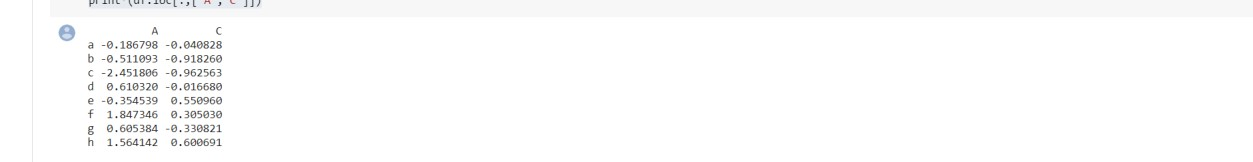 print (df.loc[:,['A','C']])
A C
a -0.186798 -0.040828
b -0.511093 -0.918260
c -2.451806 -0.962563
d 0.610320 -0.016680
e -0.354539 0.550960
f 1.847346 0.305030
g 0.605384 -0.330821
h 1.564142 0.600691